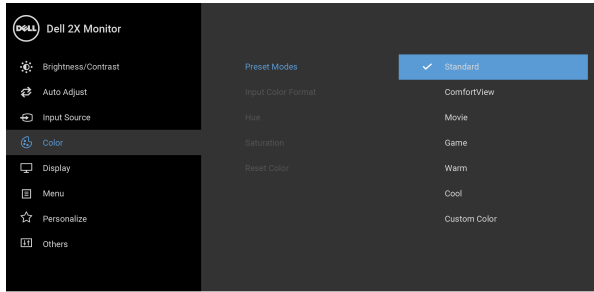 DELL Dell 2X Monitor
Brightness/Contrast
Auto Adjust
Input Source
Color
Display
Menu
Personalize
Others
Preset Modes
Input Color Format
Hue
Saturation
Reset Color
Standard
ComfortView
Movie
Game
Warm
Cool
Custom Color